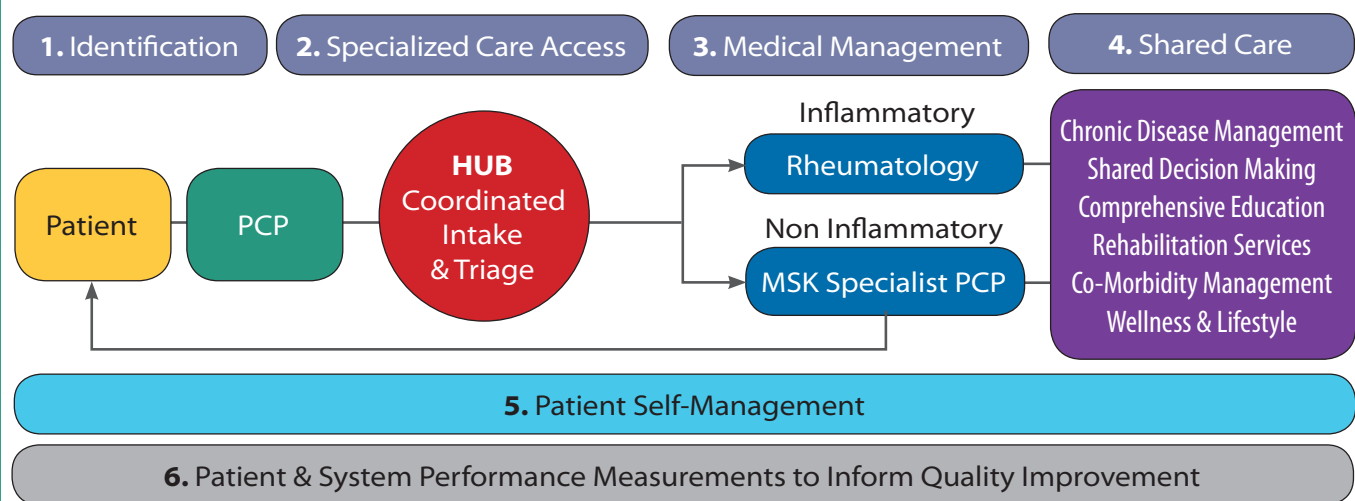 1. Identification
2. Specialized Care Access
3. Medical Management
4. Shared Care
Patient
PCP
HUB
Coordinated
Intake
& Triage
Inflammatory
Rheumatology
Non Inflammatory
MSK Specialist PCP
Chronic Disease Management
Shared Decision Making
Comprehensive Education
Rehabilitation Services
Co-Morbidity Management
Wellness & Lifestyle
5. Patient Self-Management
6. Patient & System Performance Measurements to Inform Quality Improvement